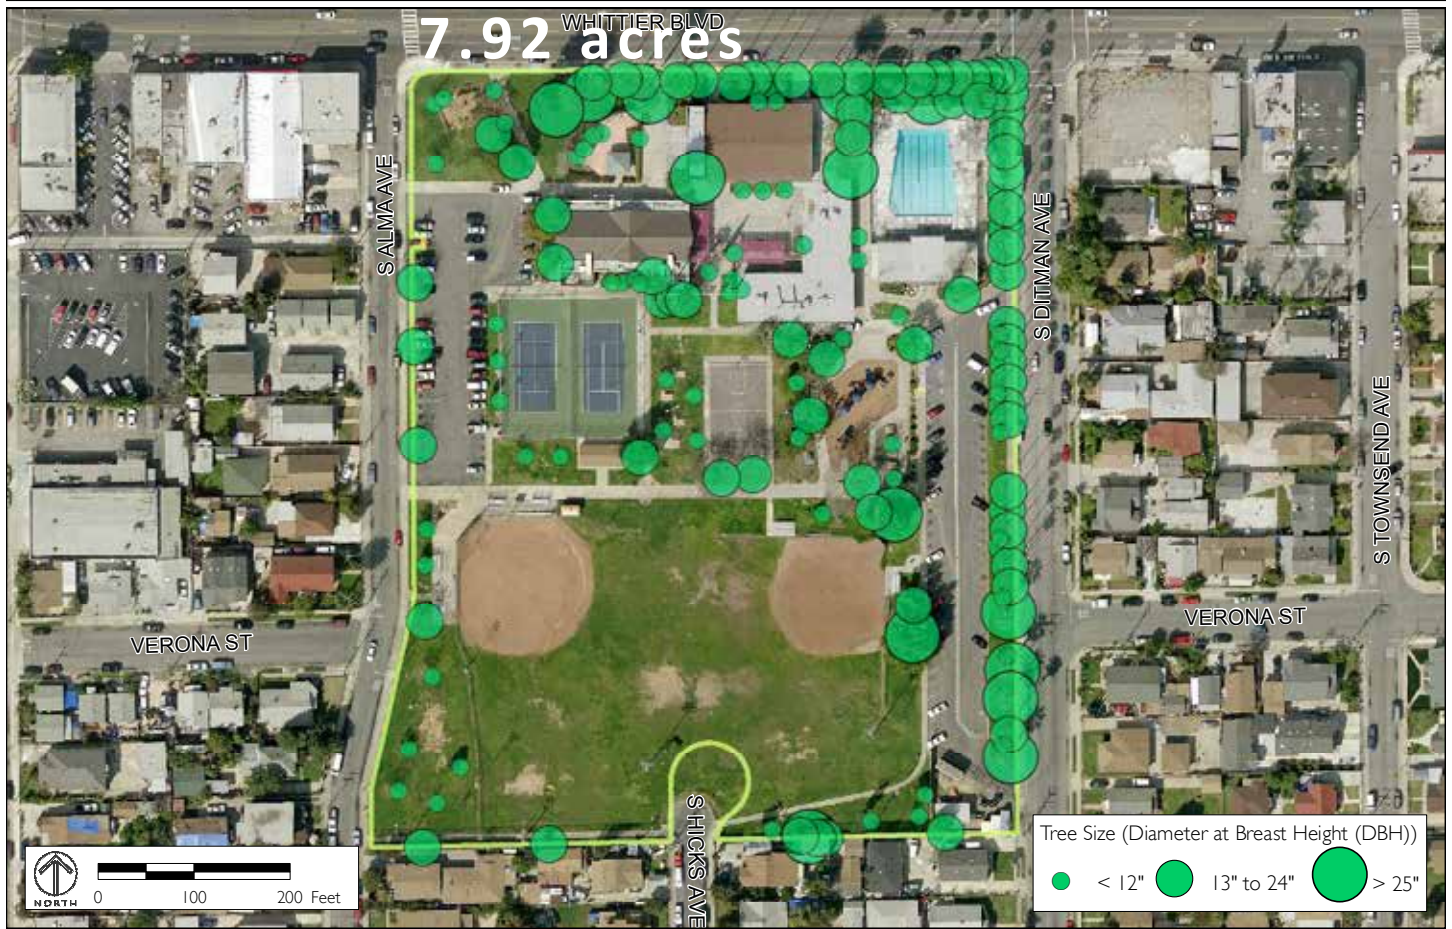 WHITTIER BLVD
7.92 acres
S ALMA AVE
S DITMAN AVE
S TOWNSEND AVE
VERONA ST
VERONA ST
S HICKS AVE
NORTH
0 100 200 Feet
Tree Size (Diameter at Breast Height (DBH))
< 12" 13" to 24" > 25"